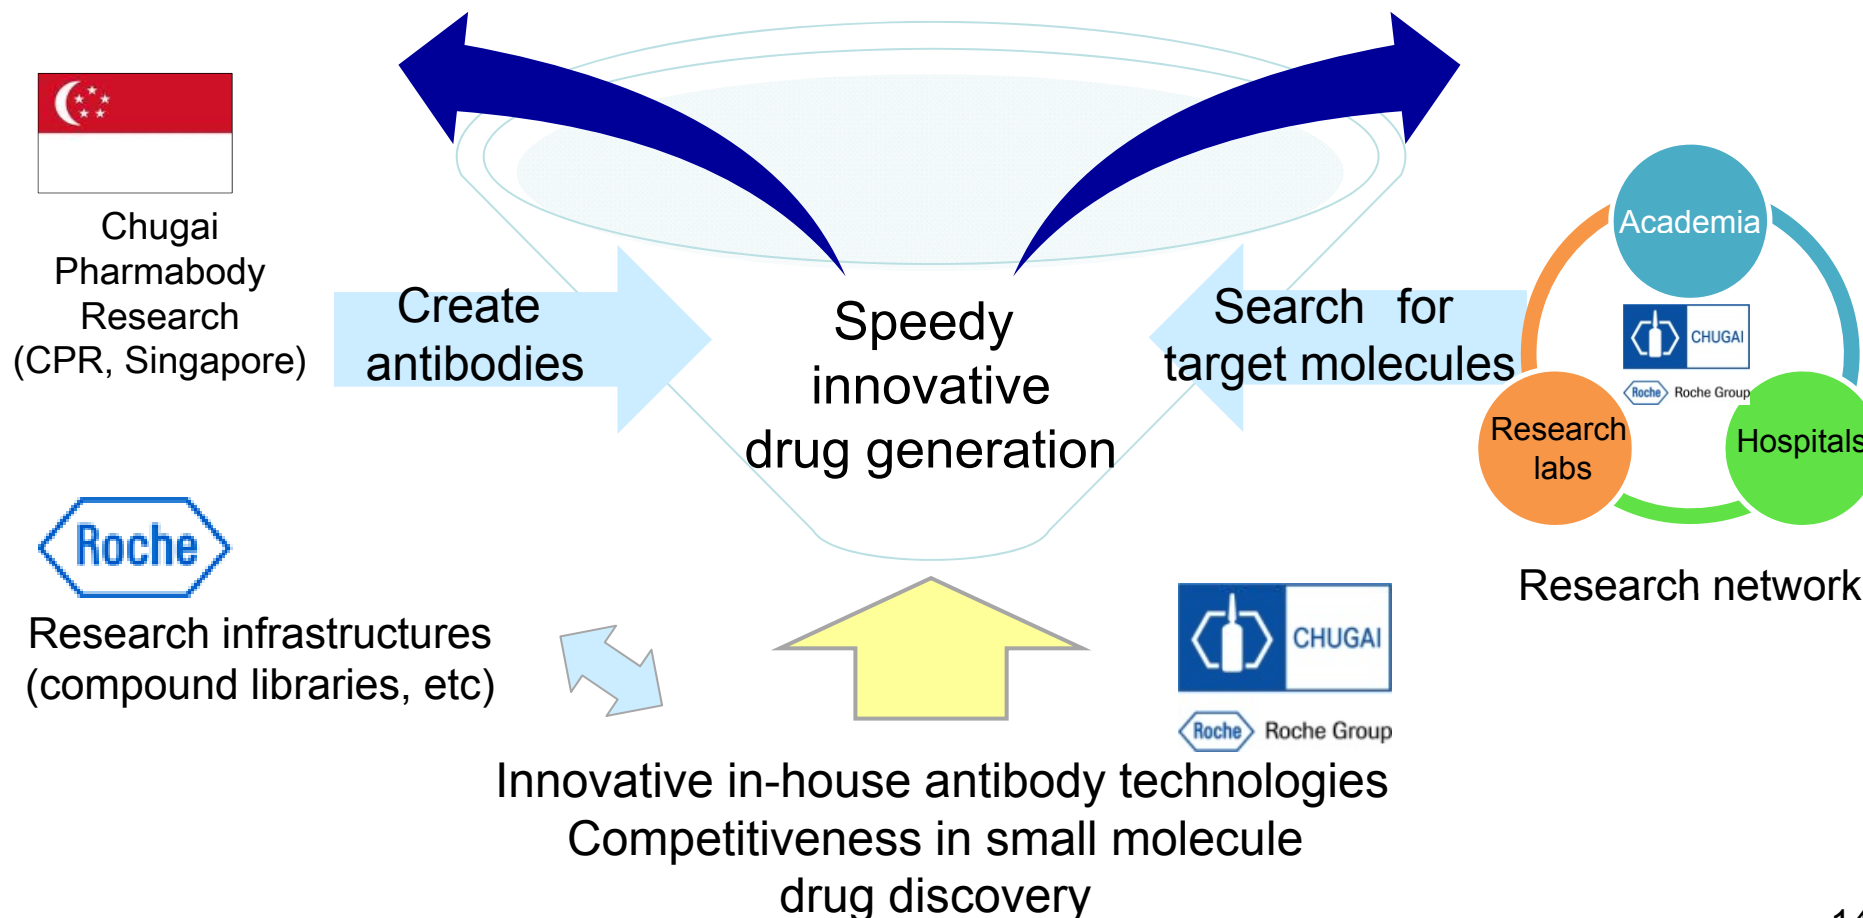 Chugai
Pharmabody
Research
(CPR, Singapore)
Create
antibodies
Speedy
innovative
drug generation
Search for
target molecules
Academia
CHUGAI
Roche Roche Group
Research
labs
Hospitals
Research network
Roche
Research infrastructures
(compound libraries, etc)
CHUGAI
Roche Roche Group
Innovative in-house antibody technologies
Competitiveness in small molecule
drug discovery